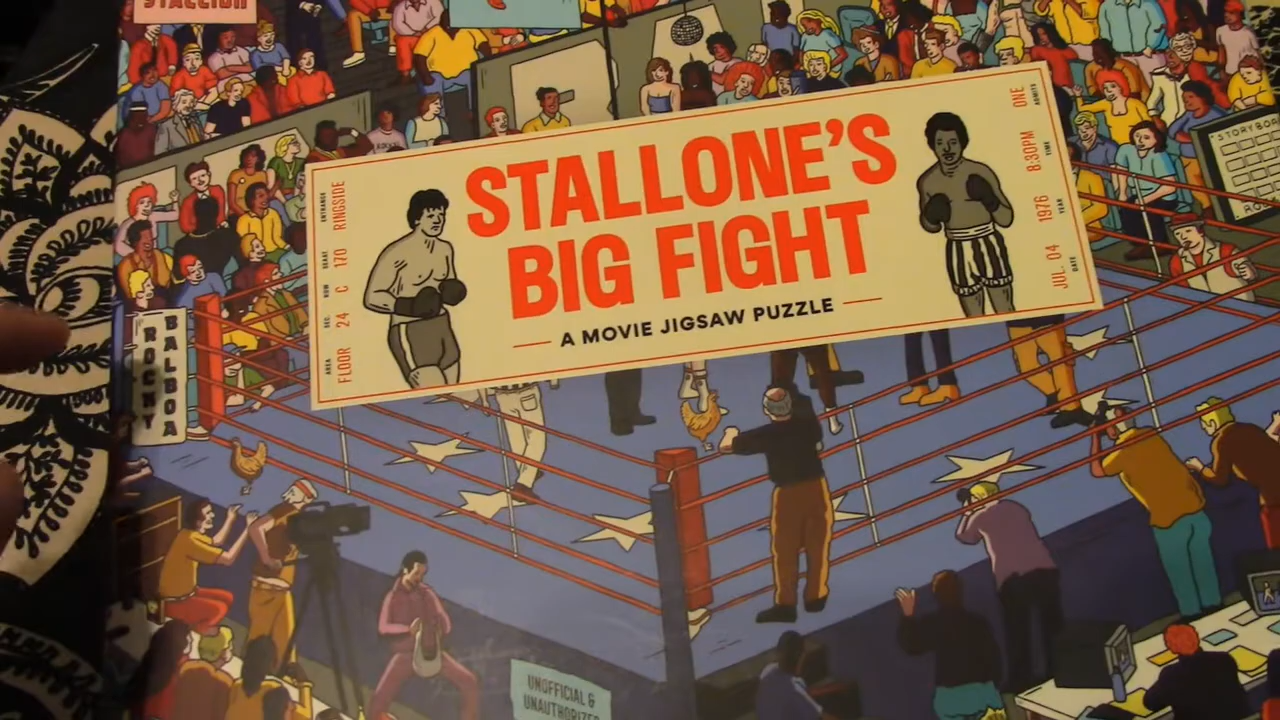 STALLION
STALLONE'S
BIG FIGHT
A MOVIE JIGSAW PUZZLE
AREA FLOOR
SEC. 24
ROW C
SEAT 170
ENTRANCE RINGSIDE
JUL. 04 DATE
1976 YEAR
8:30PM TIME
ONE ADMITS
ROCKY
BALBOA
UNOFFICIAL &
UNAUTHORIZED